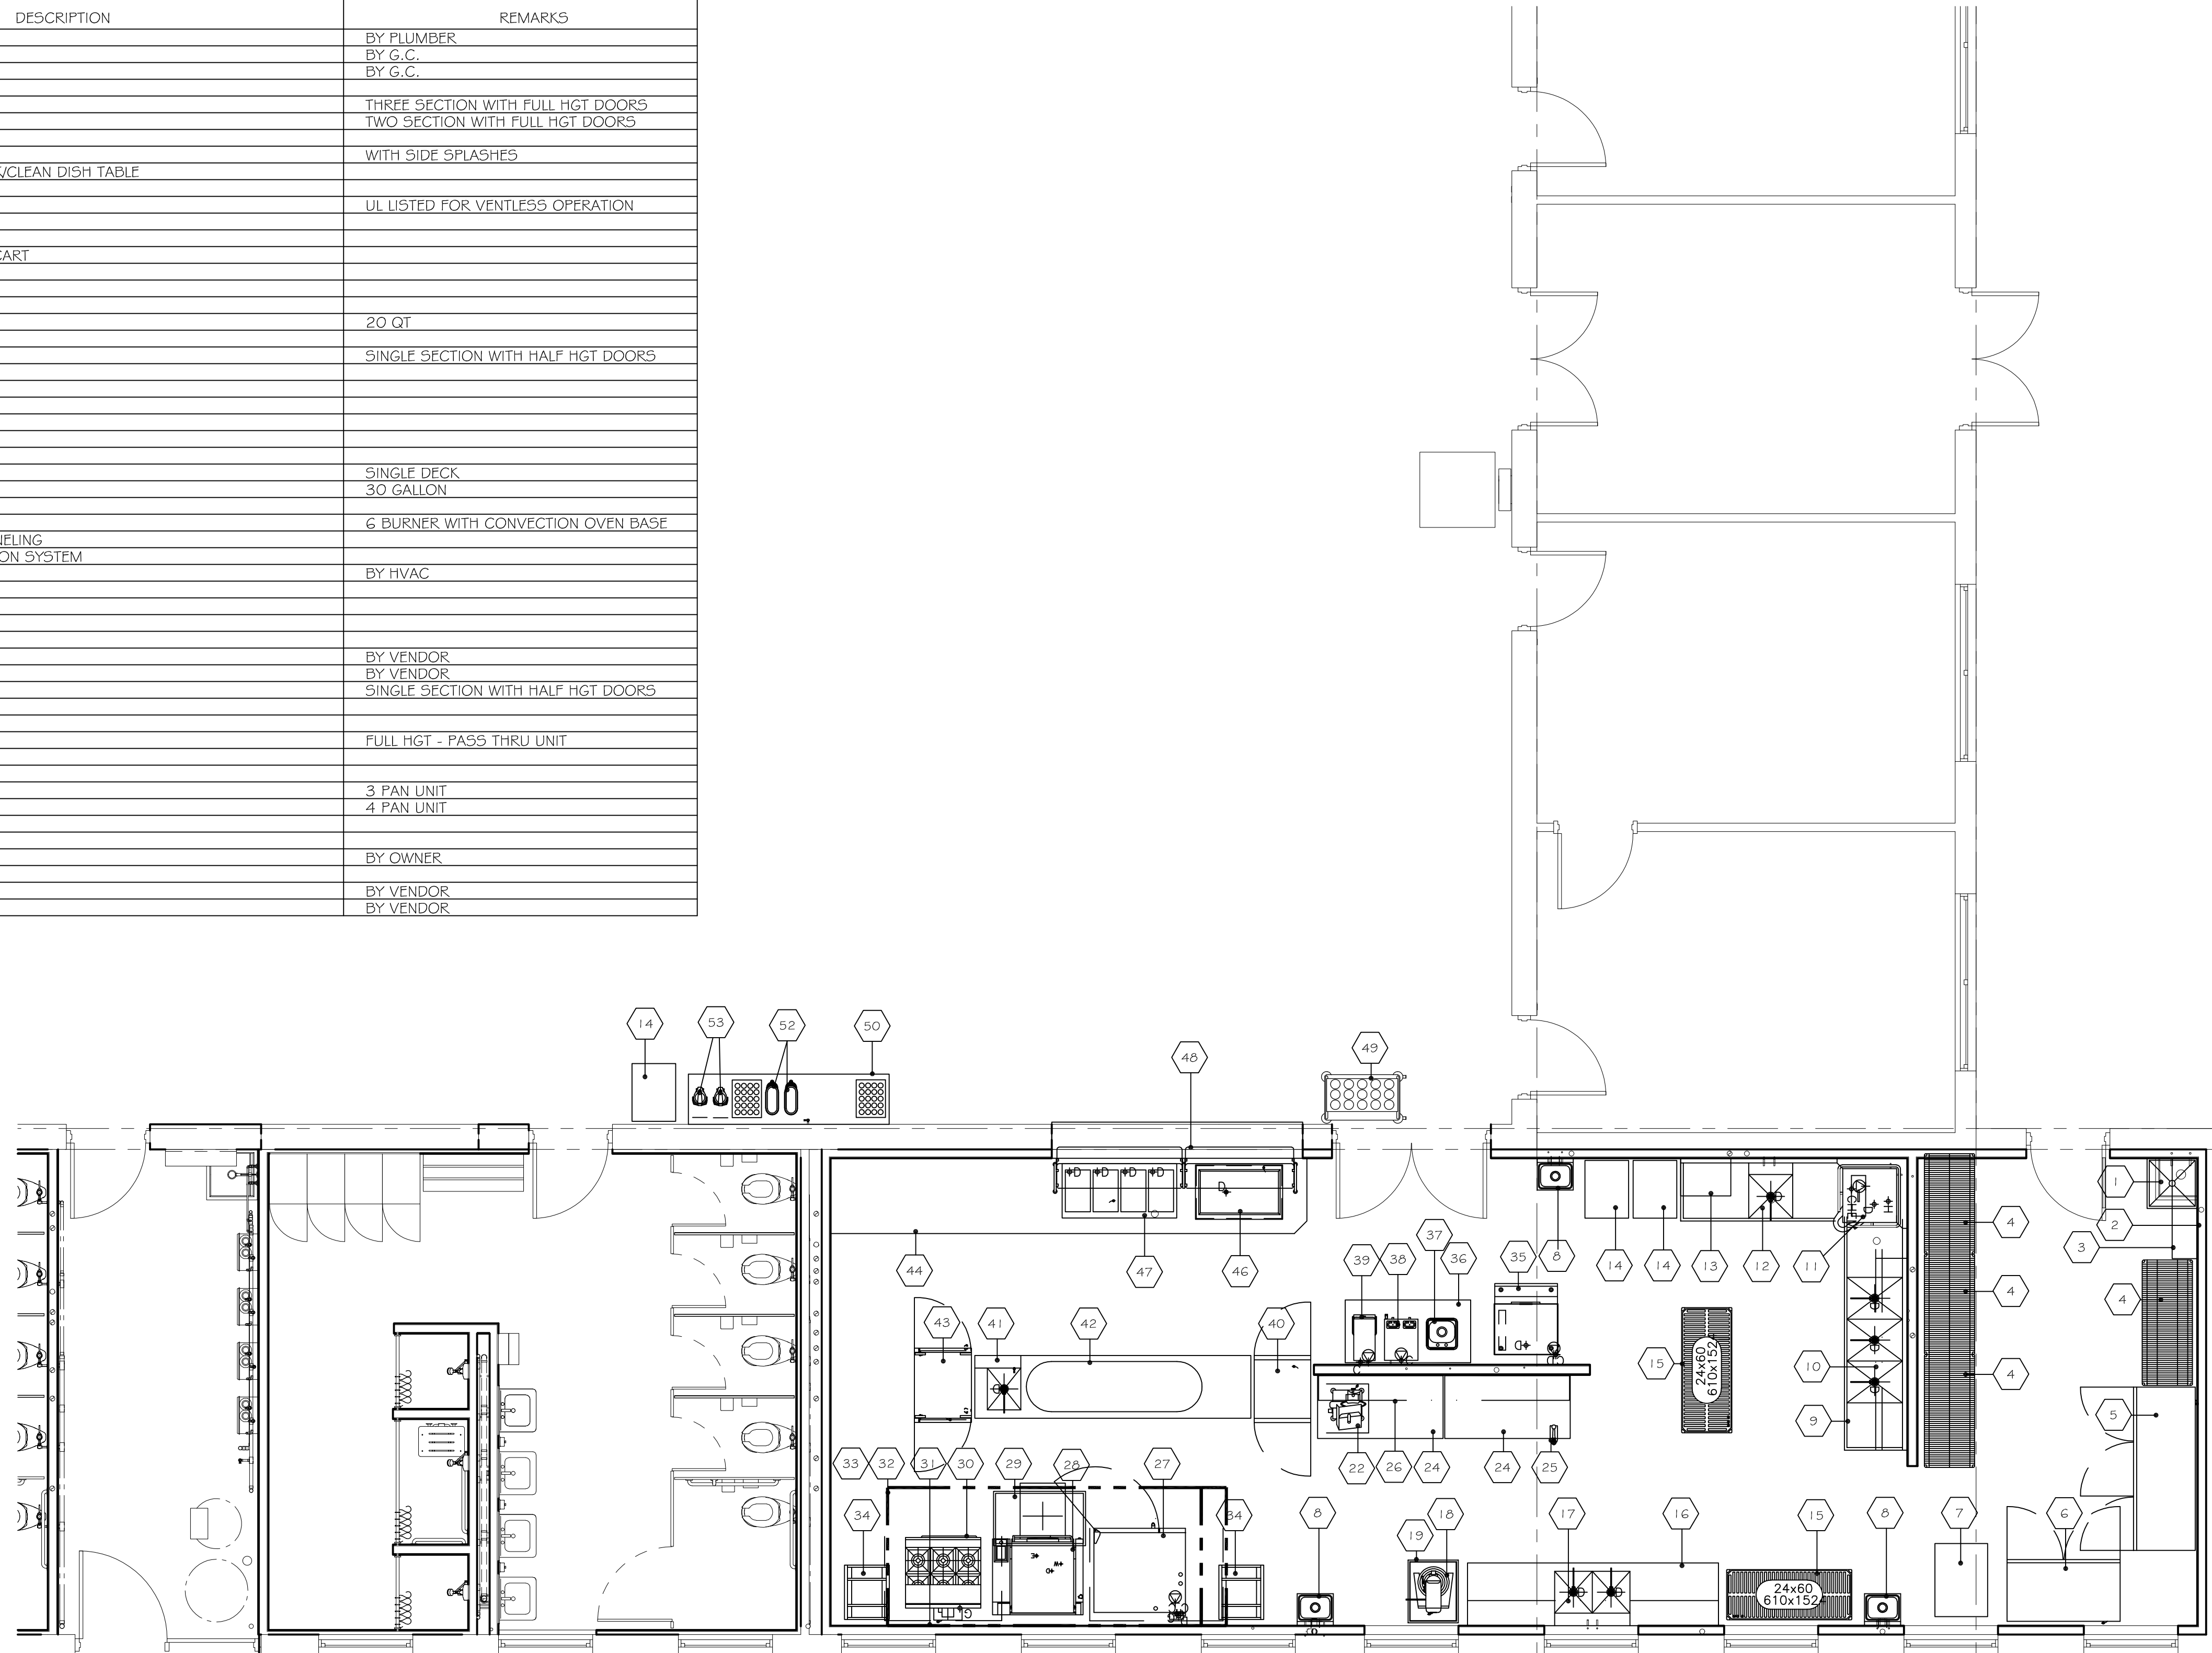 DESCRIPTION REMARKS
BY PLUMBER
BY G.C.
BY G.C.
THREE SECTION WITH FULL HGT DOORS
TWO SECTION WITH FULL HGT DOORS
WITH SIDE SPLASHES
/CLEAN DISH TABLE
UL LISTED FOR VENTLESS OPERATION
CART
20 QT
SINGLE SECTION WITH HALF HGT DOORS
SINGLE DECK
30 GALLON
6 BURNER WITH CONVECTION OVEN BASE
NELING
ON SYSTEM
BY HVAC
BY VENDOR
BY VENDOR
SINGLE SECTION WITH HALF HGT DOORS
FULL HGT - PASS THRU UNIT
3 PAN UNIT
4 PAN UNIT
BY OWNER
BY VENDOR
BY VENDOR
14 53 52 50
48 49
1
2
3
4
4
4
4
5
44 47 46 8 14 14 13 12 11
39 38 37 36 35
43 41 42 40
15 24x60
610x1524
10
9
33 32 31 30 29 28 27 22 26 24 24 25
34 34 8 19 18 17 16 15 8 7 6
24x60
610x1524
D D D D
D
D
CHE
D
HH
E
W
D
G